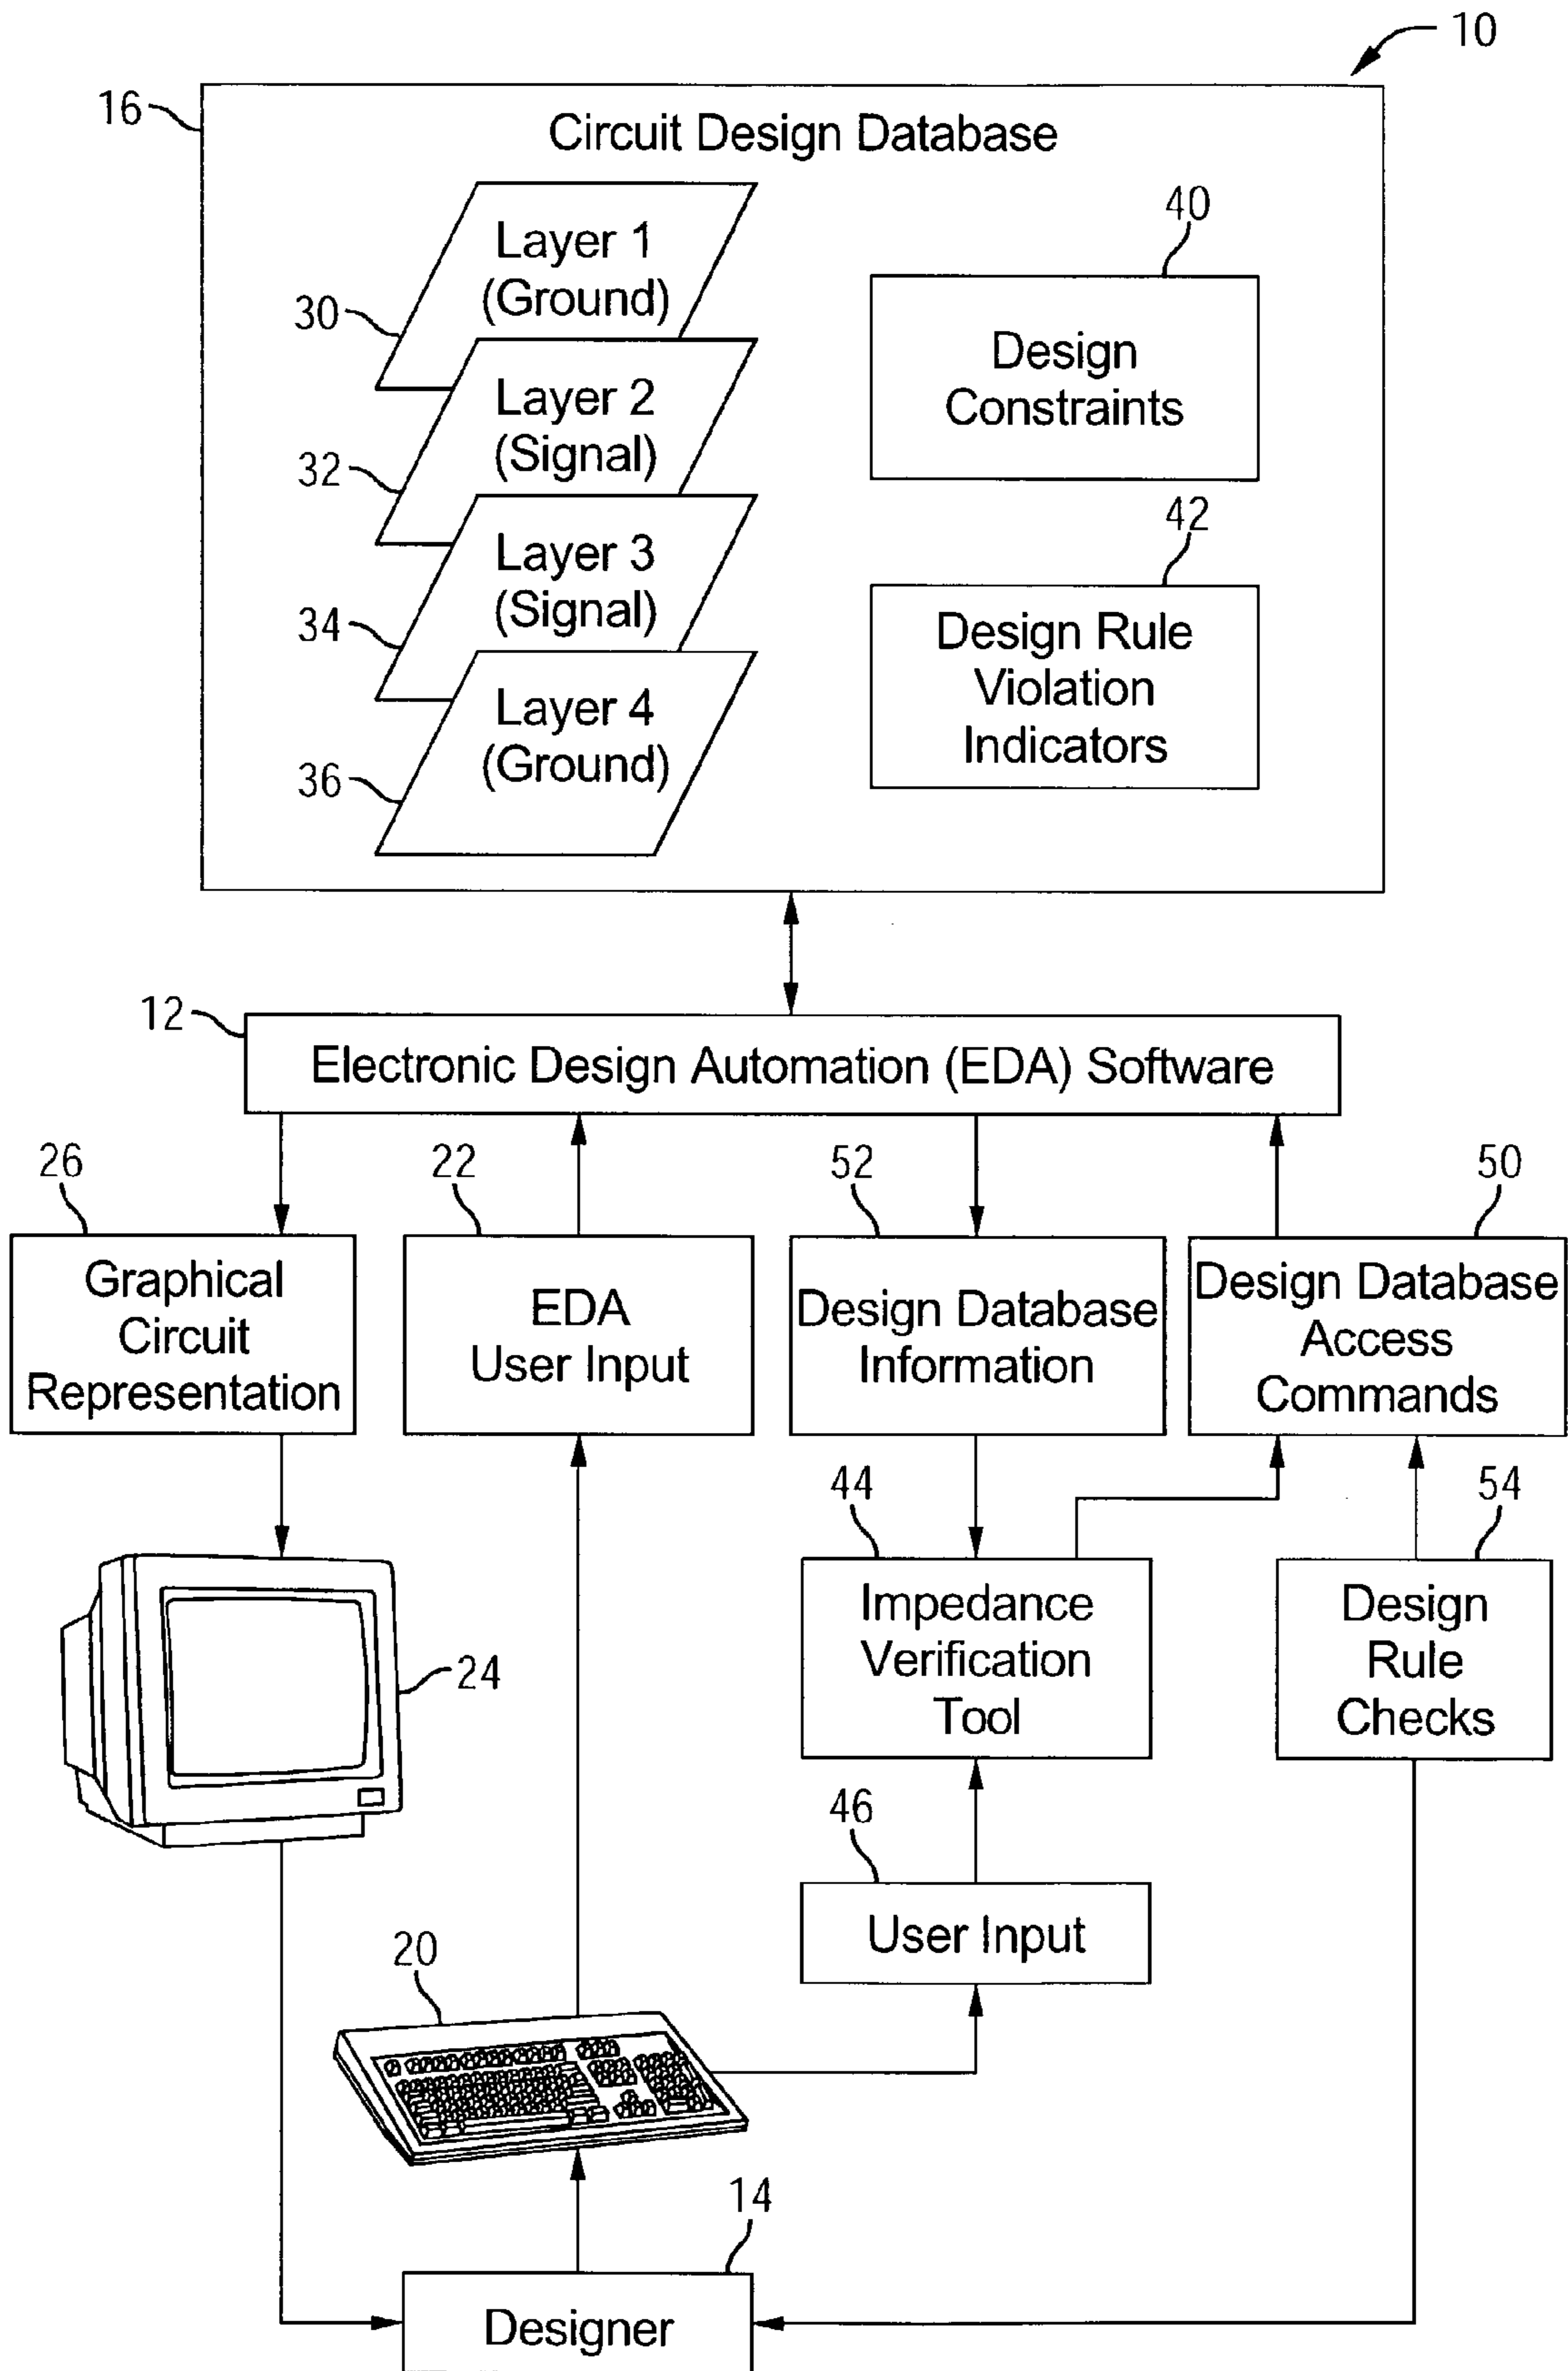 10
16
Circuit Design Database
Layer 1
(Ground)
30
Layer 2
(Signal)
32
Layer 3
(Signal)
34
Layer 4
(Ground)
36
40
Design
Constraints
42
Design Rule
Violation
Indicators
12
Electronic Design Automation (EDA) Software
26
Graphical
Circuit
Representation
22
EDA
User Input
52
Design Database
Information
50
Design Database
Access
Commands
24
44
Impedance
Verification
Tool
54
Design
Rule
Checks
46
User Input
20
14
Designer